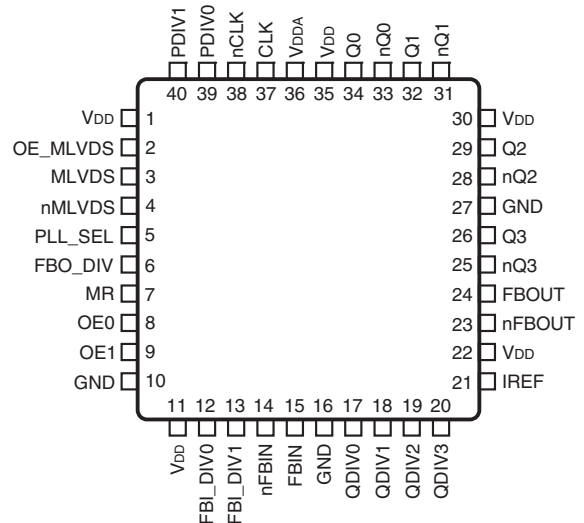 PDIV1 PDIV0 nCLK CLK VDDA VDD Q0 nQ0 Q1 nQ1
40 39 38 37 36 35 34 33 32 31
VDD 1
OE_MLVDS 2
MLVDS 3
nMLVDS 4
PLL_SEL 5
FBO_DIV 6
MR 7
OE0 8
OE1 9
GND 10
30 VDD
29 Q2
28 nQ2
27 GND
26 Q3
25 nQ3
24 FBOUT
23 nFBOUT
22 VDD
21 IREF
11 12 13 14 15 16 17 18 19 20
VDD FBI_DIV0 FBI_DIV1 nFBIN FBIN GND QDIV0 QDIV1 QDIV2 QDIV3